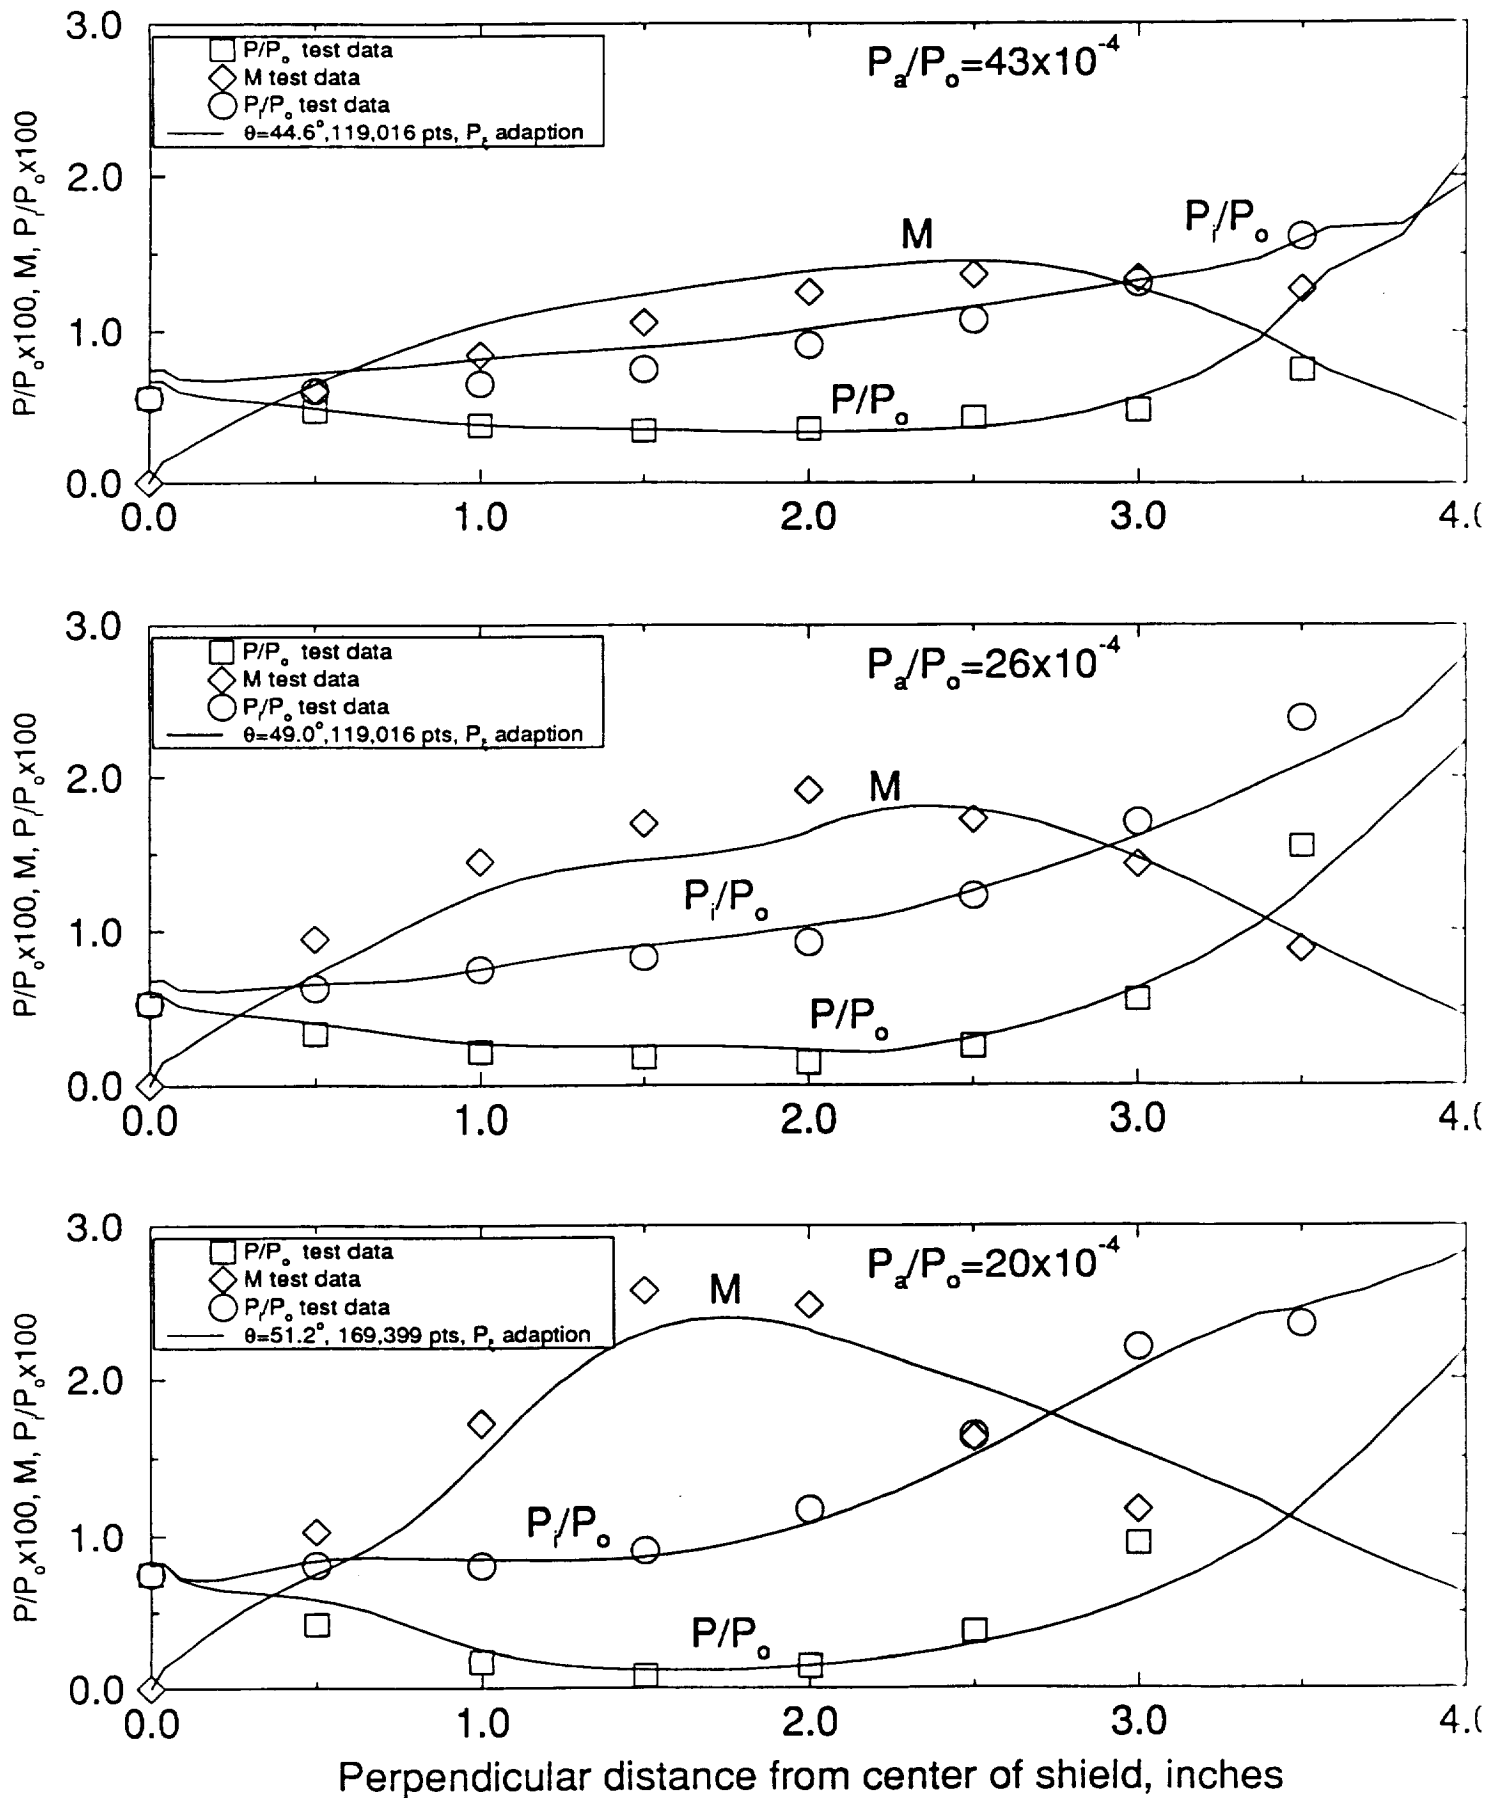 P/Pₒx100, M, Pᵢ/Pₒx100
3.0
2.0
1.0
0.0
P/Pₒ test data
M test data
Pᵢ/Pₒ test data
θ=44.6°,119,016 pts, P꜀ adaption
Pₐ/Pₒ=43x10⁻⁴
M
Pᵢ/Pₒ
P/Pₒ
0.0 1.0 2.0 3.0 4.(
P/Pₒx100, M, Pᵢ/Pₒx100
3.0
2.0
1.0
0.0
P/Pₒ test data
M test data
Pᵢ/Pₒ test data
θ=49.0°,119,016 pts, P adaption
Pₐ/Pₒ=26x10⁻⁴
M
Pᵢ/Pₒ
P/Pₒ
0.0 1.0 2.0 3.0 4.(
P/Pₒx100, M, Pᵢ/Pₒx100
3.0
2.0
1.0
0.0
P/Pₒ test data
M test data
Pᵢ/Pₒ test data
θ=51.2°, 169,399 pts, P adaption
Pₐ/Pₒ=20x10⁻⁴
M
Pᵢ/Pₒ
P/Pₒ
0.0 1.0 2.0 3.0 4.(
Perpendicular distance from center of shield, inches